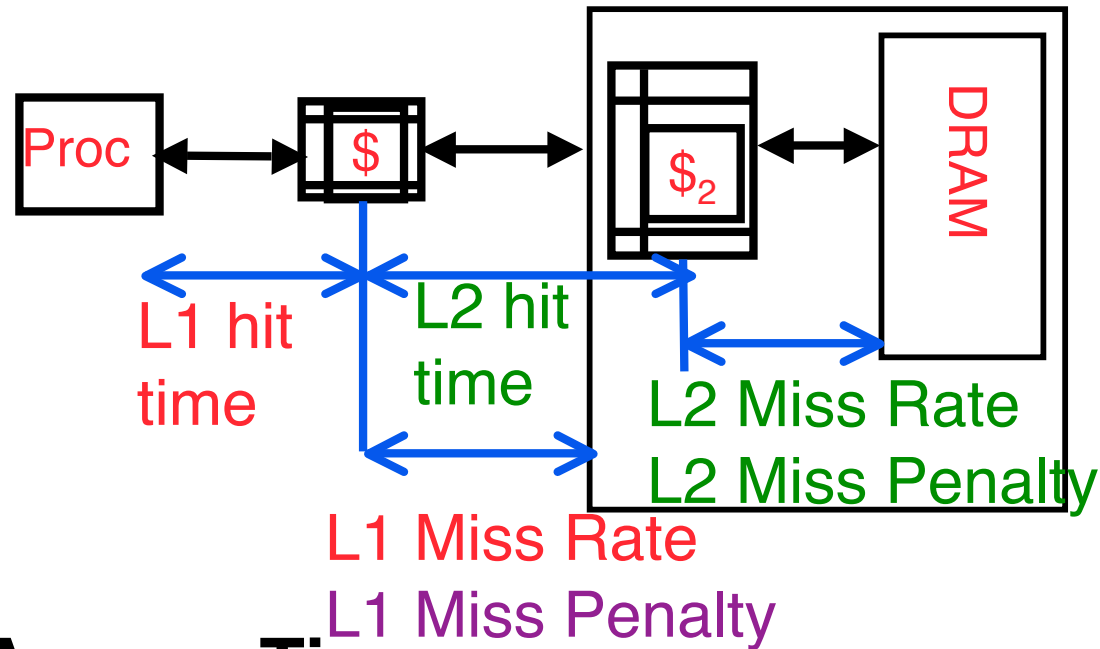 Proc
$
$2
DRAM
L1 hit
time
L2 hit
time
L2 Miss Rate
L2 Miss Penalty
L1 Miss Rate
L1 Miss Penalty